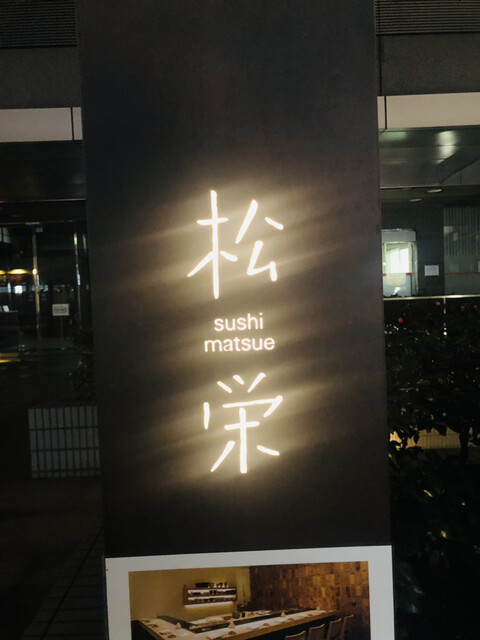 松
sushi
matsue
栄